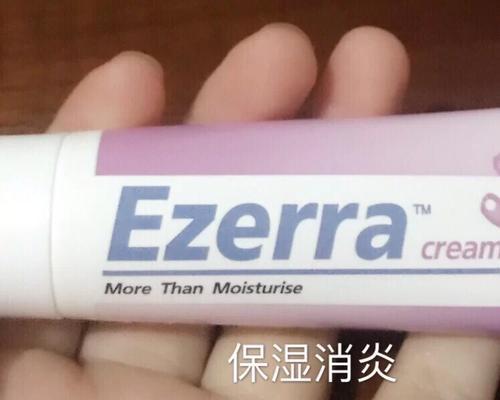 Ezerra™
cream
More Than Moisturise
保湿消炎